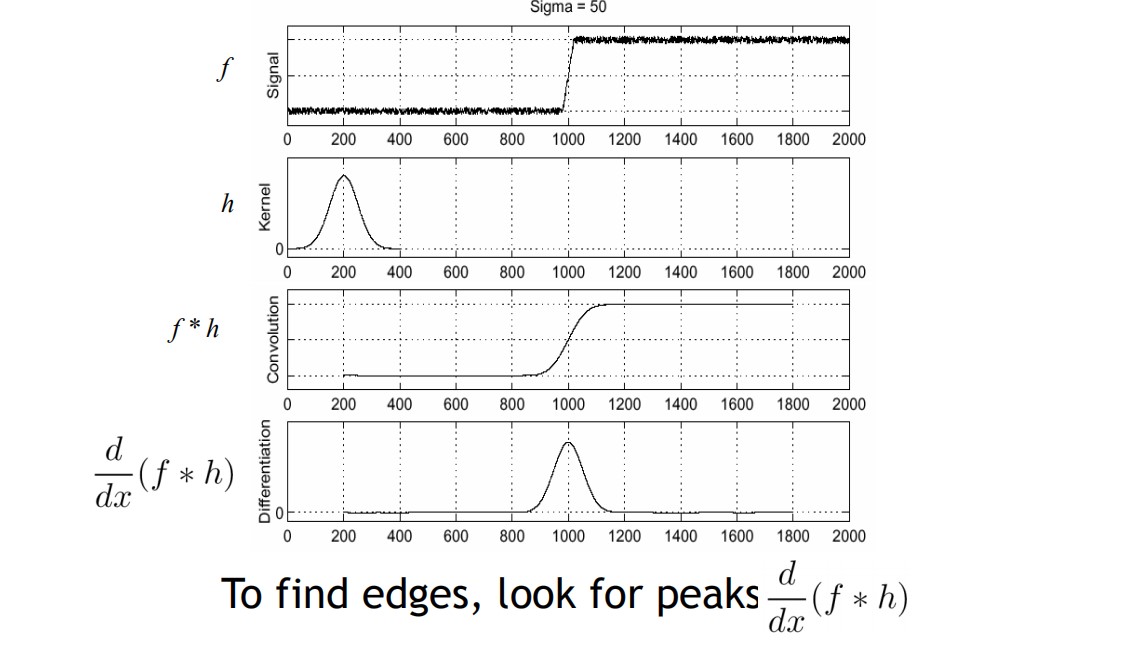 Sigma = 50
f
Signal
0 200 400 600 800 1000 1200 1400 1600 1800 2000
h
Kernel
0
0 200 400 600 800 1000 1200 1400 1600 1800 2000
f * h
Convolution
0 200 400 600 800 1000 1200 1400 1600 1800 2000
d/dx (f * h)
Differentiation
0
0 200 400 600 800 1000 1200 1400 1600 1800 2000
To find edges, look for peaks d/dx (f * h)